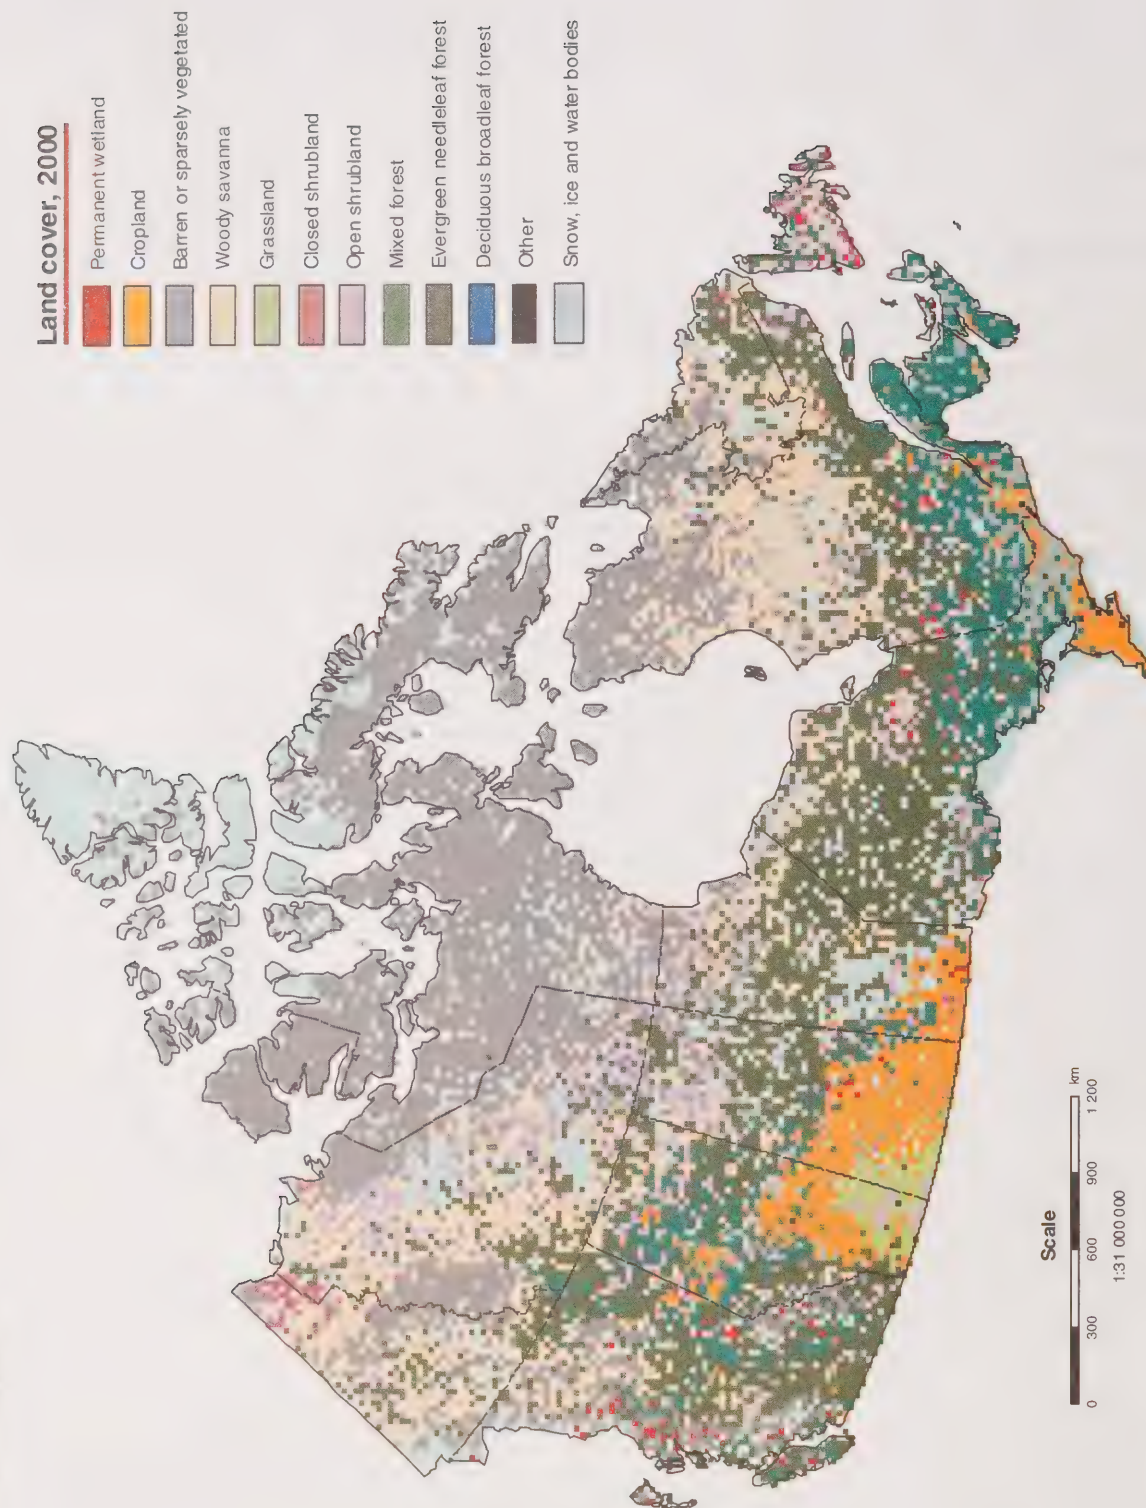 Land cover, 2000
Permanent wetland
Cropland
Barren or sparsely vegetated
Woody savanna
Grassland
Closed shrubland
Open shrubland
Mixed forest
Evergreen needleleaf forest
Deciduous broadleaf forest
Other
Snow, ice and water bodies
Scale
0 300 600 900 1 200 km
1:31 000 000